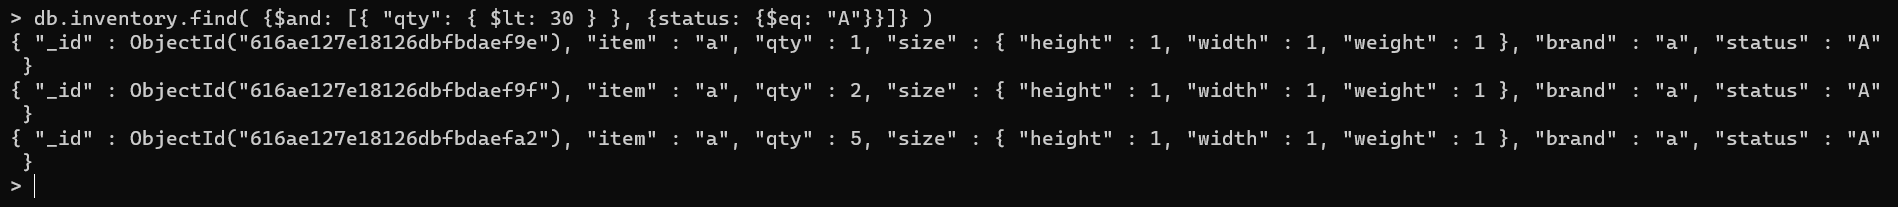 > db.inventory.find( {$and: [{ "qty": { $lt: 30 } }, {status: {$eq: "A"}}]} )
{ "_id" : ObjectId("616ae127e18126dbfbdaef9e"), "item" : "a", "qty" : 1, "size" : { "height" : 1, "width" : 1, "weight" : 1 }, "brand" : "a", "status" : "A"
 }
{ "_id" : ObjectId("616ae127e18126dbfbdaef9f"), "item" : "a", "qty" : 2, "size" : { "height" : 1, "width" : 1, "weight" : 1 }, "brand" : "a", "status" : "A"
 }
{ "_id" : ObjectId("616ae127e18126dbfbdaefa2"), "item" : "a", "qty" : 5, "size" : { "height" : 1, "width" : 1, "weight" : 1 }, "brand" : "a", "status" : "A"
 }
>